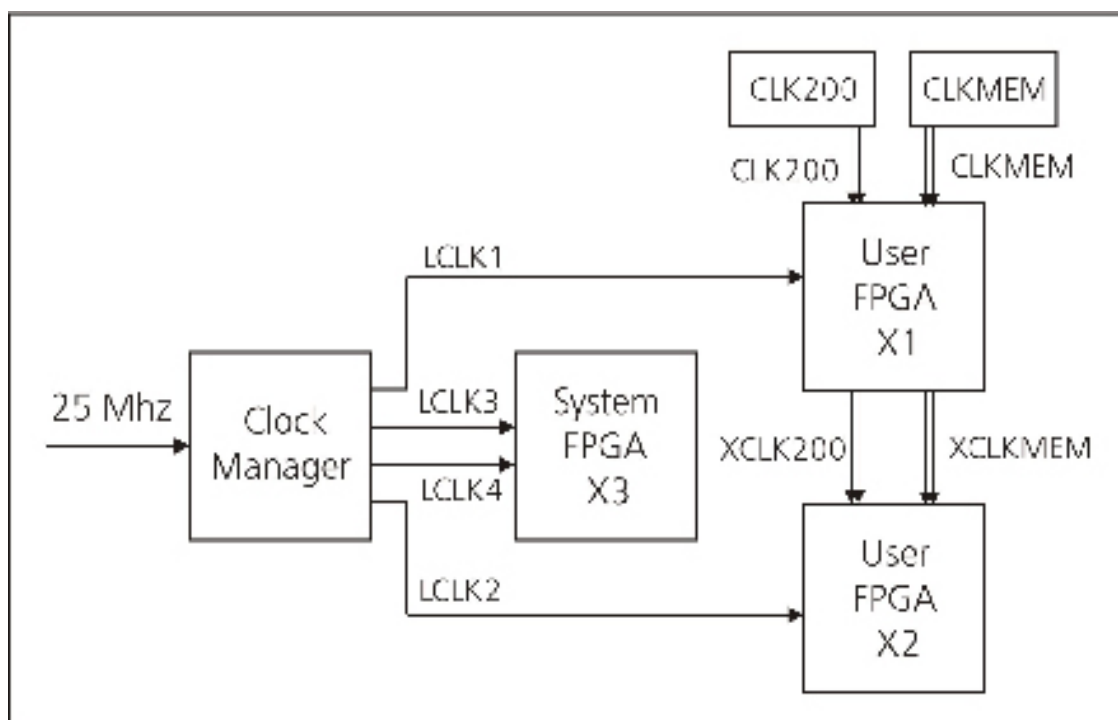 CLK200
CLKMEM
CLK200
CLKMEM
LCLK1
User
FPGA
X1
25 Mhz
Clock
Manager
LCLK3
LCLK4
System
FPGA
X3
XCLK200
XCLKMEM
LCLK2
User
FPGA
X2